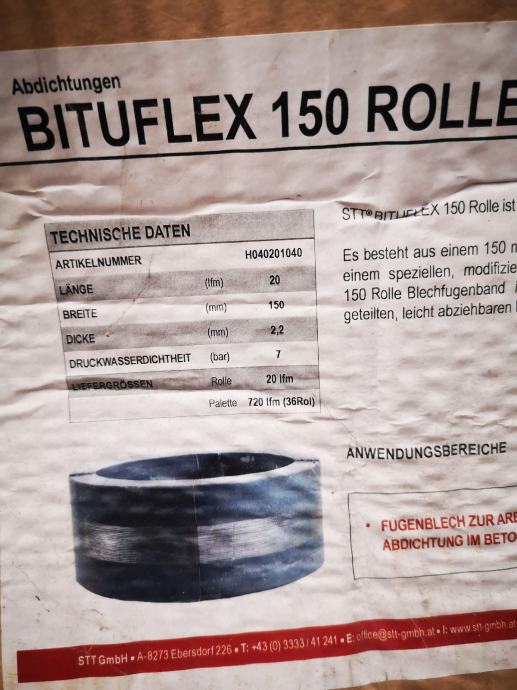 Abdichtungen
BITUFLEX 150 ROLLE
STT® BITUFLEX 150 Rolle ist
Es besteht aus einem 150 m
einem speziellen, modifizie
150 Rolle Blechfugenband i
geteilten, leicht abziehbaren
TECHNISCHE DATEN
ARTIKELNUMMER H040201040
LÄNGE (lfm) 20
BREITE (mm) 150
DICKE (mm) 2,2
DRUCKWASSERDICHTHEIT (bar) 7
LIEFERGRÖSSEN Rolle 20 lfm
Palette 720 lfm (36Rol)
ANWENDUNGSBEREICHE
• FUGENBLECH ZUR ARB
ABDICHTUNG IM BETO
STT GmbH • A-8273 Ebersdorf 226 • T: +43 (0) 3333 / 41 241 • E: office@stt-gmbh.at • I: www.stt-gmbh.at